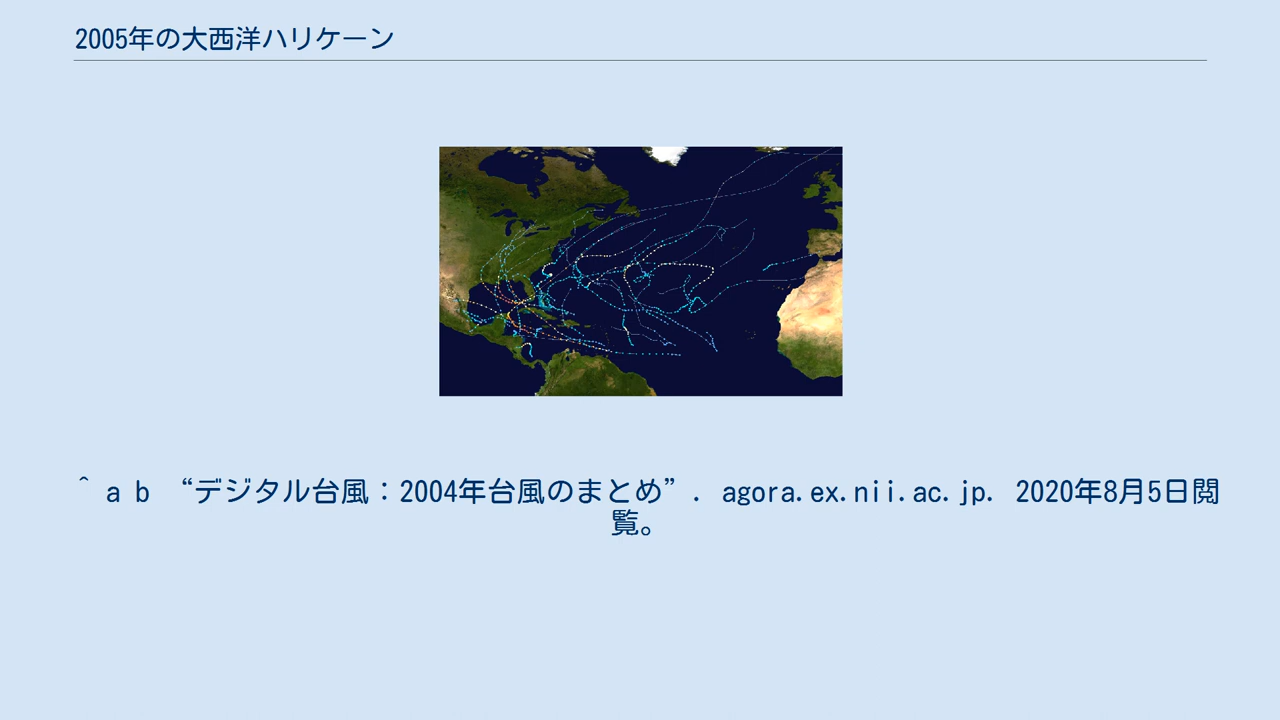 2005年の大西洋ハリケーン
^ a b “デジタル台風：2004年台風のまとめ”. agora.ex.nii.ac.jp. 2020年8月5日閲
覧。